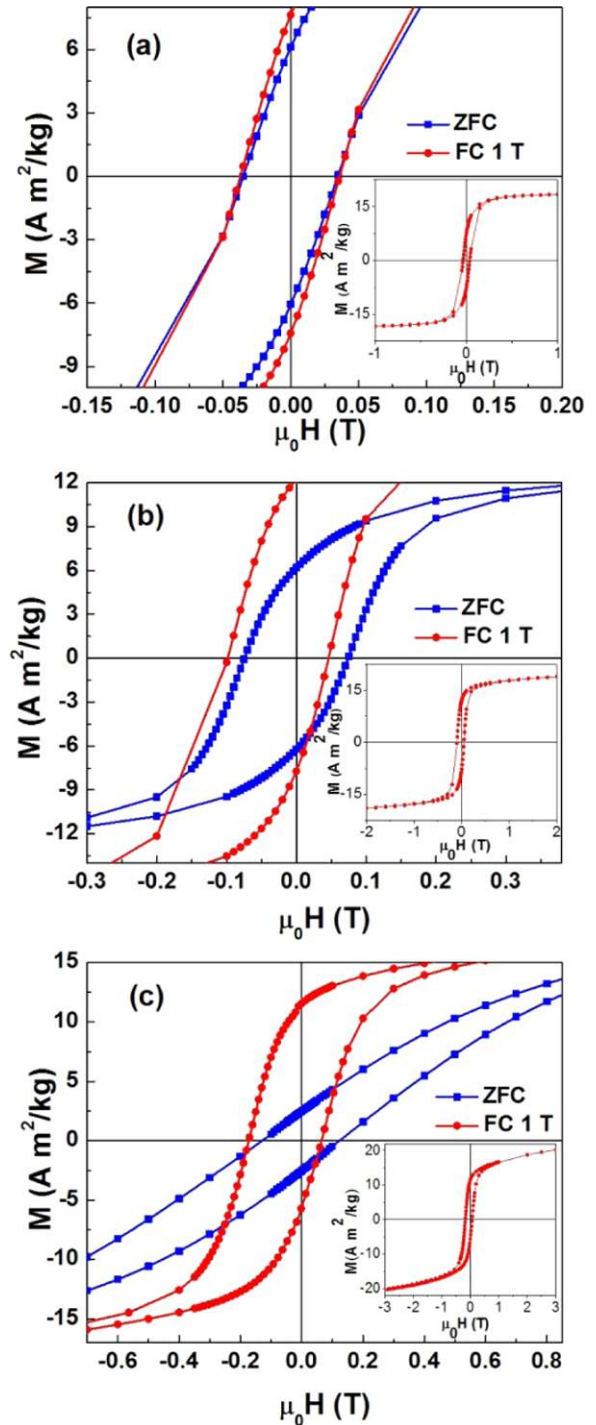 (a)
M (A m²/kg)
6
3
0
-3
-6
-9
ZFC
FC 1 T
M (A m²/kg)
15
0
-15
-1 0 1
μ₀H (T)
-0.15 -0.10 -0.05 0.00 0.05 0.10 0.15 0.20
μ₀H (T)
(b)
M (A m²/kg)
12
9
6
3
0
-3
-6
-9
-12
ZFC
FC 1 T
M (A m²/kg)
15
0
-15
-2 -1 0 1 2
μ₀H (T)
-0.3 -0.2 -0.1 0.0 0.1 0.2 0.3
μ₀H (T)
(c)
M (A m²/kg)
15
10
5
0
-5
-10
-15
ZFC
FC 1 T
M(A m²/kg)
20
10
0
-10
-20
-3 -2 -1 0 1 2 3
μ₀H (T)
-0.6 -0.4 -0.2 0.0 0.2 0.4 0.6 0.8
μ₀H (T)